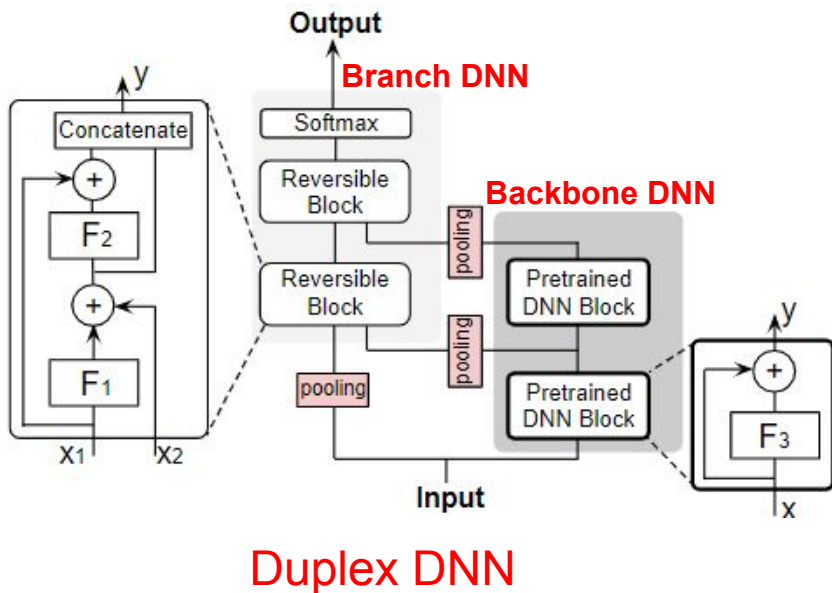 Output
Branch DNN
y
Concatenate
+
F2
+
F1
x1 x2
Softmax
Reversible
Block
Reversible
Block
pooling
pooling
pooling
Backbone DNN
Pretrained
DNN Block
Pretrained
DNN Block
y
+
F3
x
Input
Duplex DNN